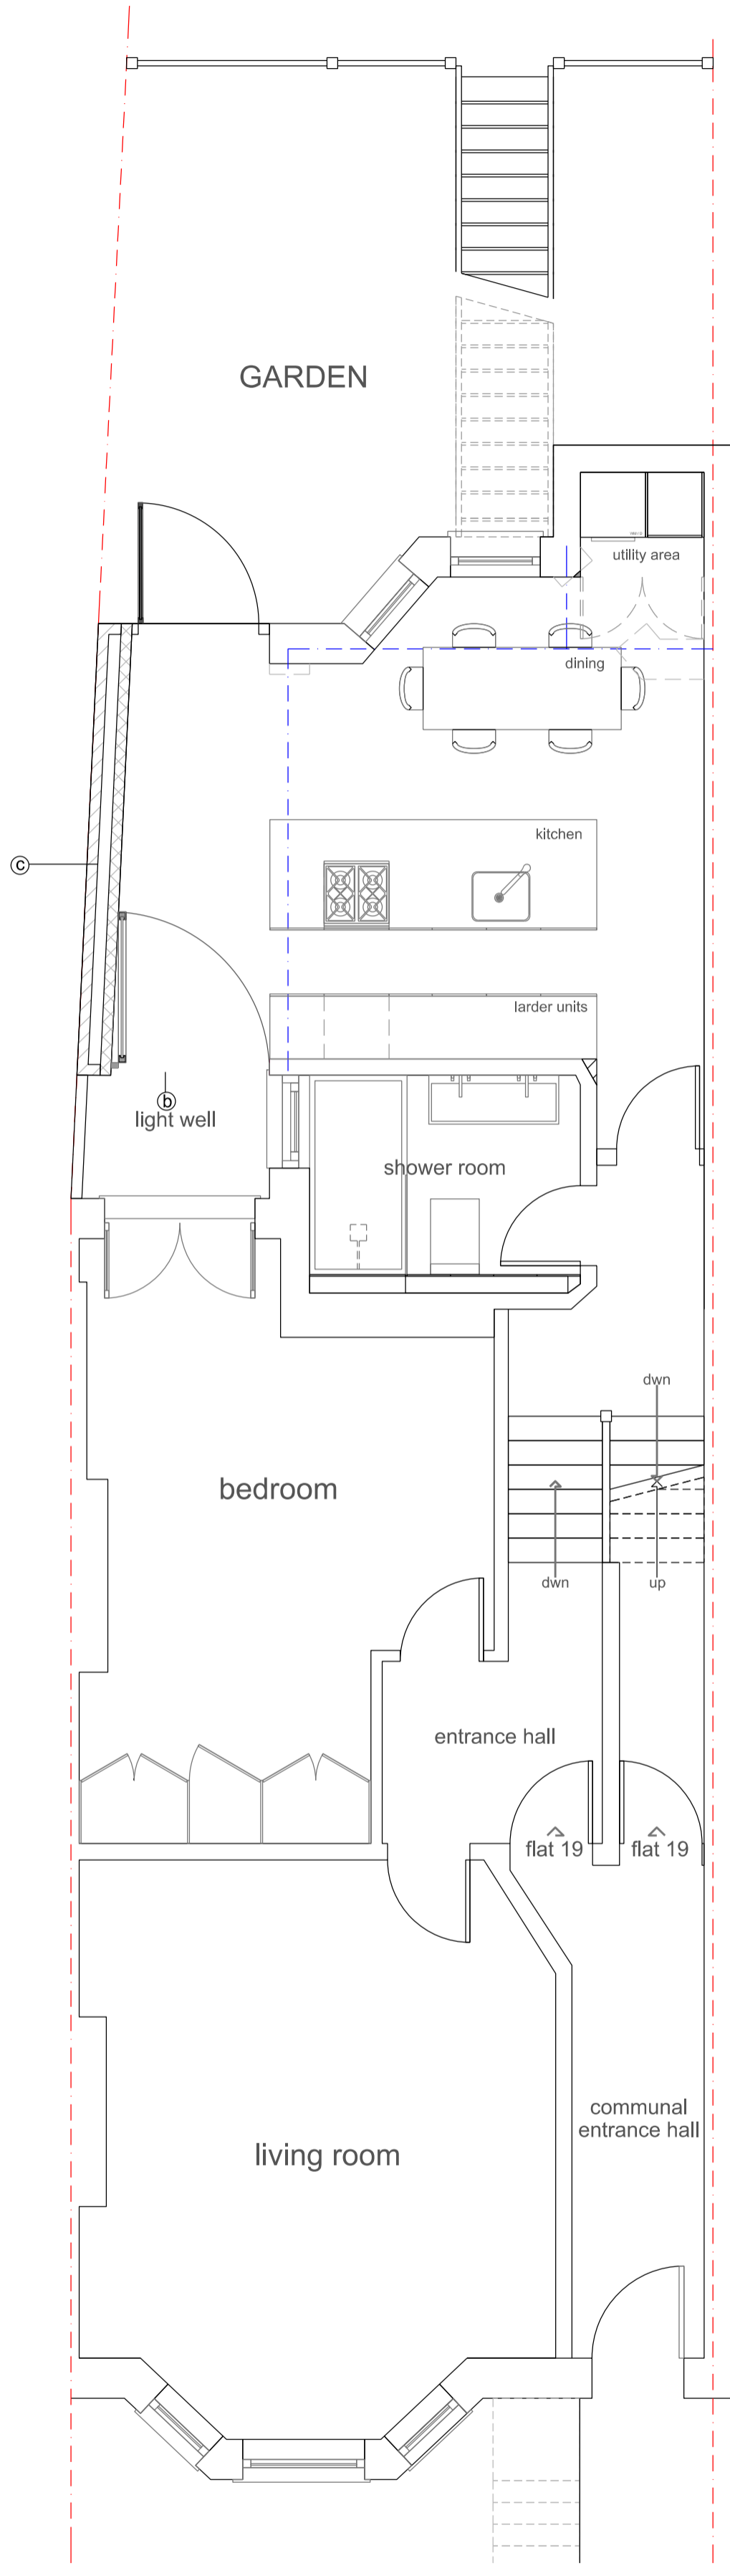 GARDEN
utility area
dining
kitchen
c
larder units
b
light well
shower room
dwn
bedroom
dwn
up
entrance hall
flat 19
flat 19
communal
entrance hall
living room